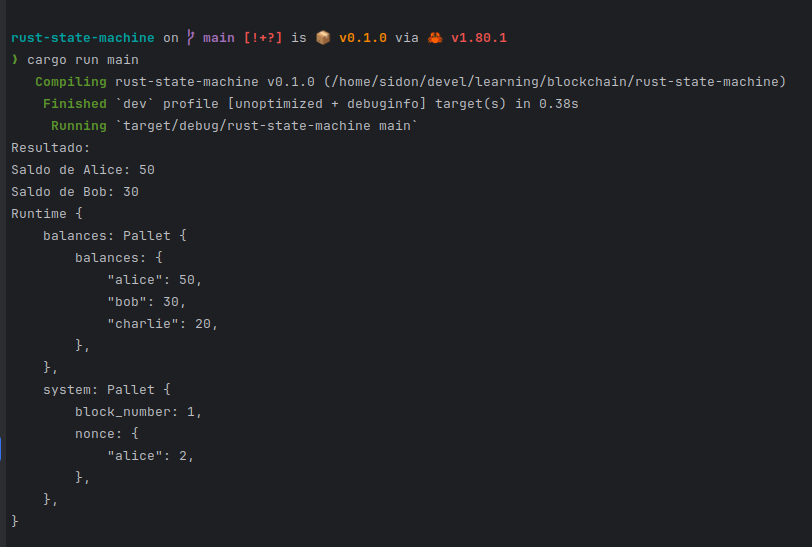 rust-state-machine on main [!+?] is 📦 v0.1.0 via 🦀 v1.80.1
❯ cargo run main
   Compiling rust-state-machine v0.1.0 (/home/sidon/devel/learning/blockchain/rust-state-machine)
    Finished `dev` profile [unoptimized + debuginfo] target(s) in 0.38s
     Running `target/debug/rust-state-machine main`
Resultado:
Saldo de Alice: 50
Saldo de Bob: 30
Runtime {
    balances: Pallet {
        balances: {
            "alice": 50,
            "bob": 30,
            "charlie": 20,
        },
    },
    system: Pallet {
        block_number: 1,
        nonce: {
            "alice": 2,
        },
    },
}